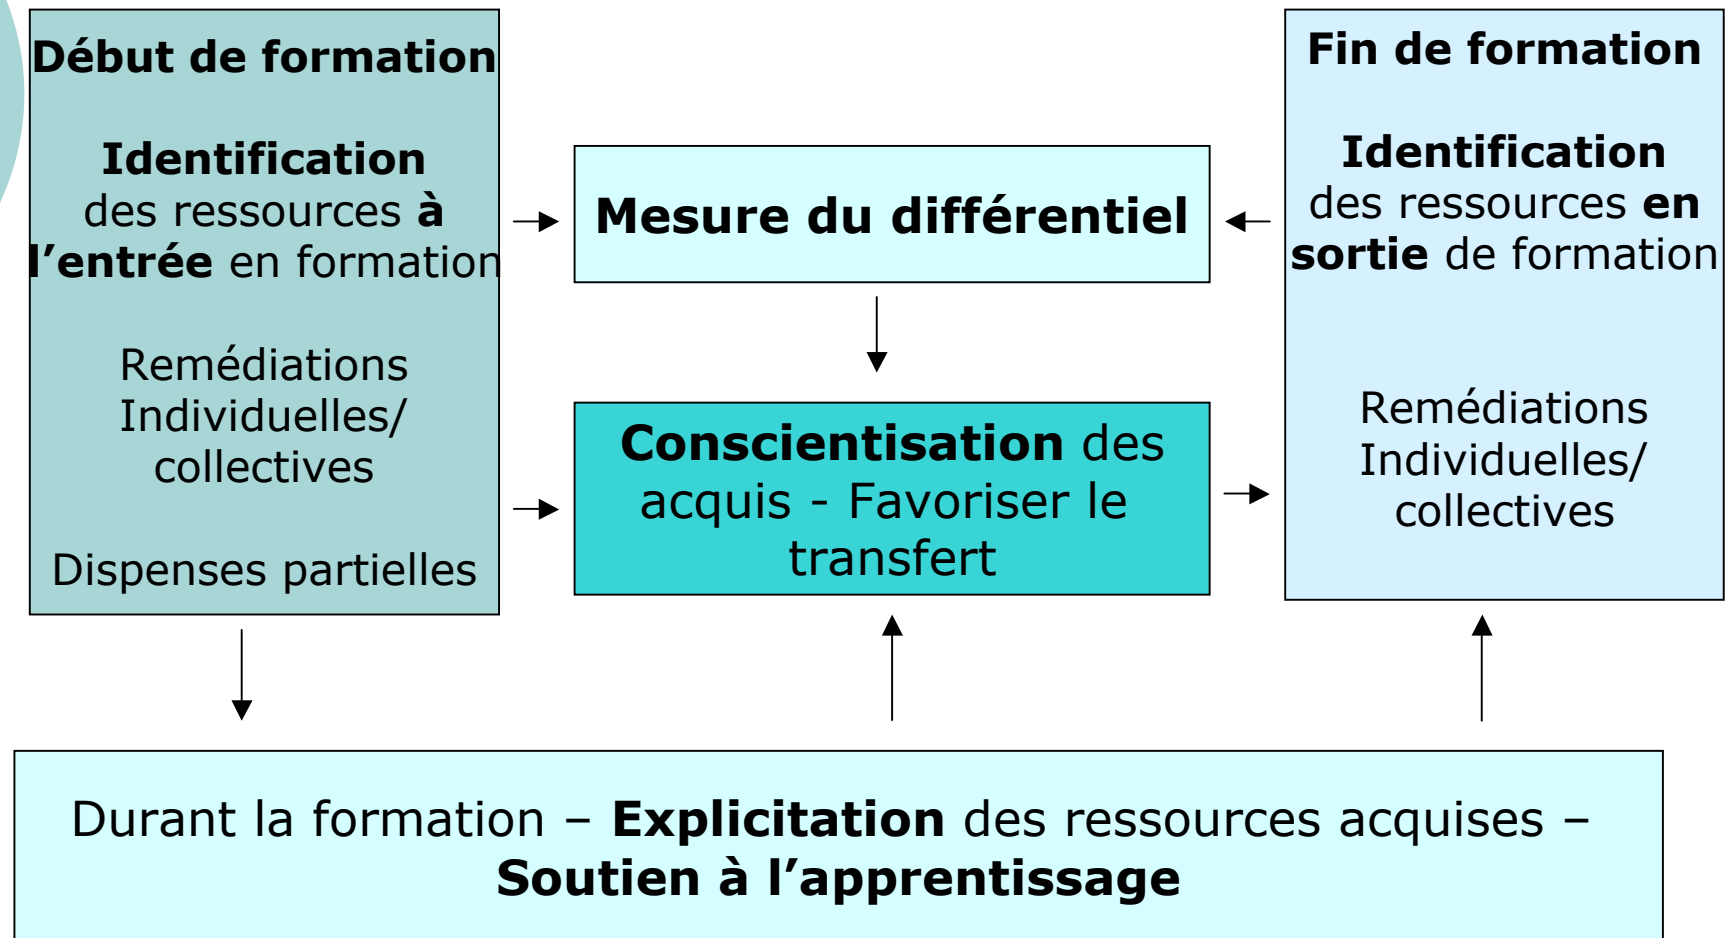 Début de formation
Identification
des ressources à
l’entrée en formation
Remédiations
Individuelles/
collectives
Dispenses partielles
Mesure du différentiel
Conscientisation des
acquis - Favoriser le
transfert
Fin de formation
Identification
des ressources en
sortie de formation
Remédiations
Individuelles/
collectives
Durant la formation – Explicitation des ressources acquises –
Soutien à l’apprentissage